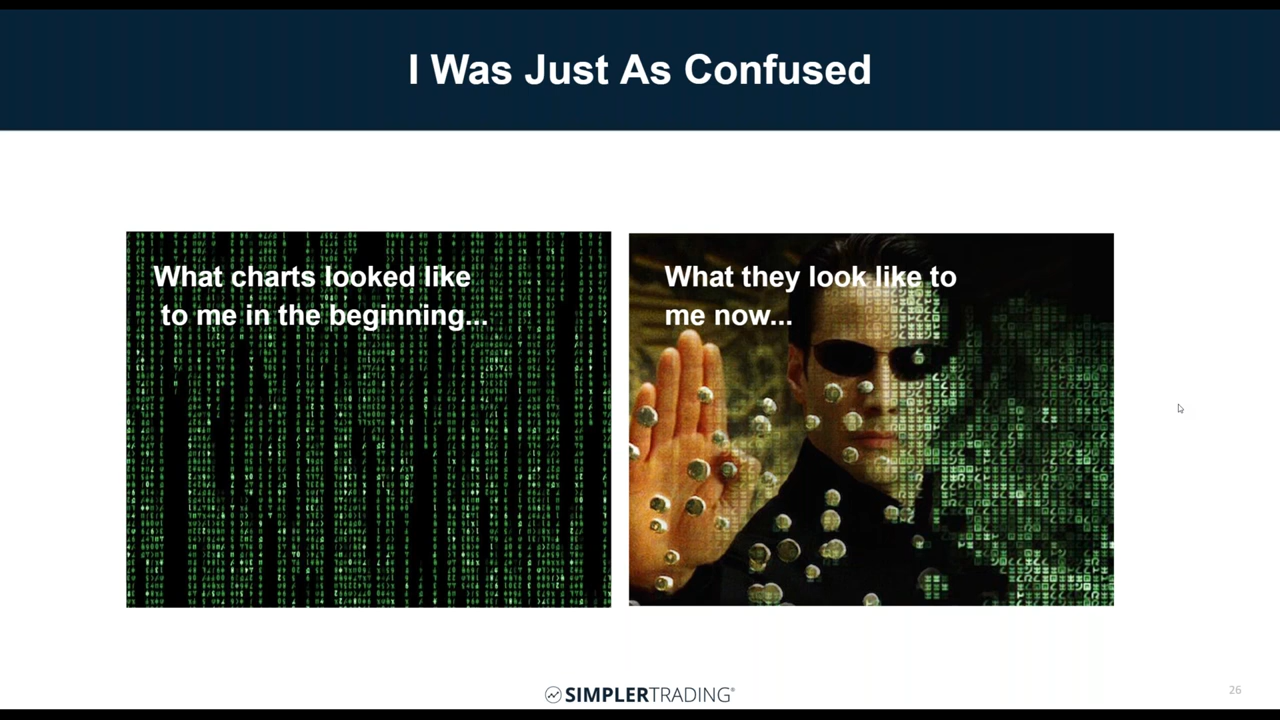 I Was Just As Confused
What charts looked like
to me in the beginning...
What they look like to
me now...
SIMPLERTRADING®
26